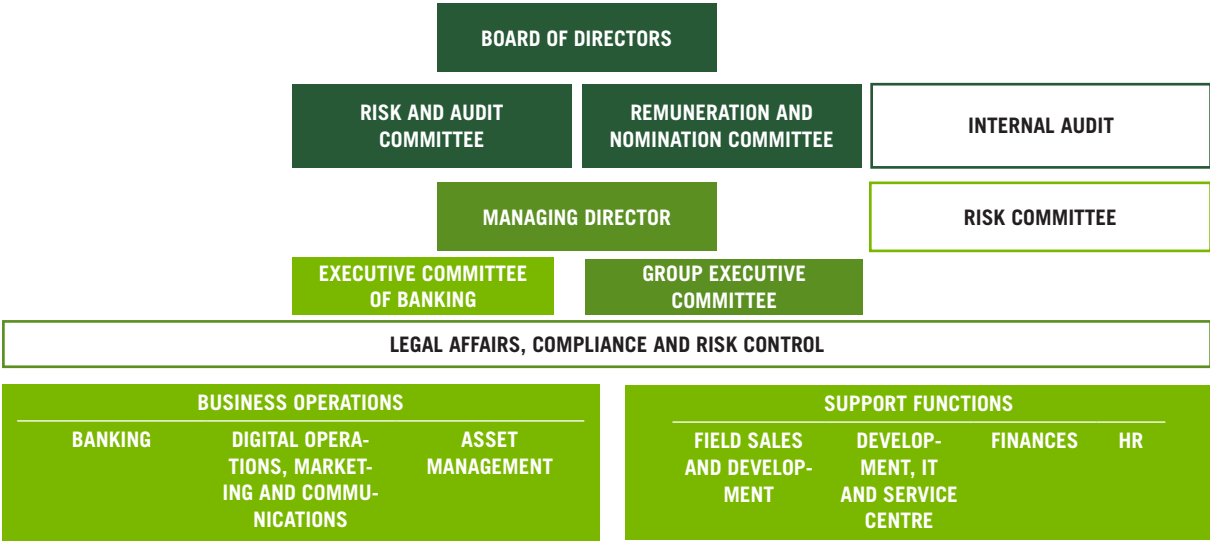 BOARD OF DIRECTORS
RISK AND AUDIT
COMMITTEE
REMUNERATION AND
NOMINATION COMMITTEE
INTERNAL AUDIT
MANAGING DIRECTOR
RISK COMMITTEE
EXECUTIVE COMMITTEE
OF BANKING
GROUP EXECUTIVE
COMMITTEE
LEGAL AFFAIRS, COMPLIANCE AND RISK CONTROL
BUSINESS OPERATIONS
BANKING
DIGITAL OPERA-
TIONS, MARKET-
ING AND COMMU-
NICATIONS
ASSET
MANAGEMENT
SUPPORT FUNCTIONS
FIELD SALES
AND DEVELOP-
MENT
DEVELOP-
MENT, IT
AND SERVICE
CENTRE
FINANCES
HR